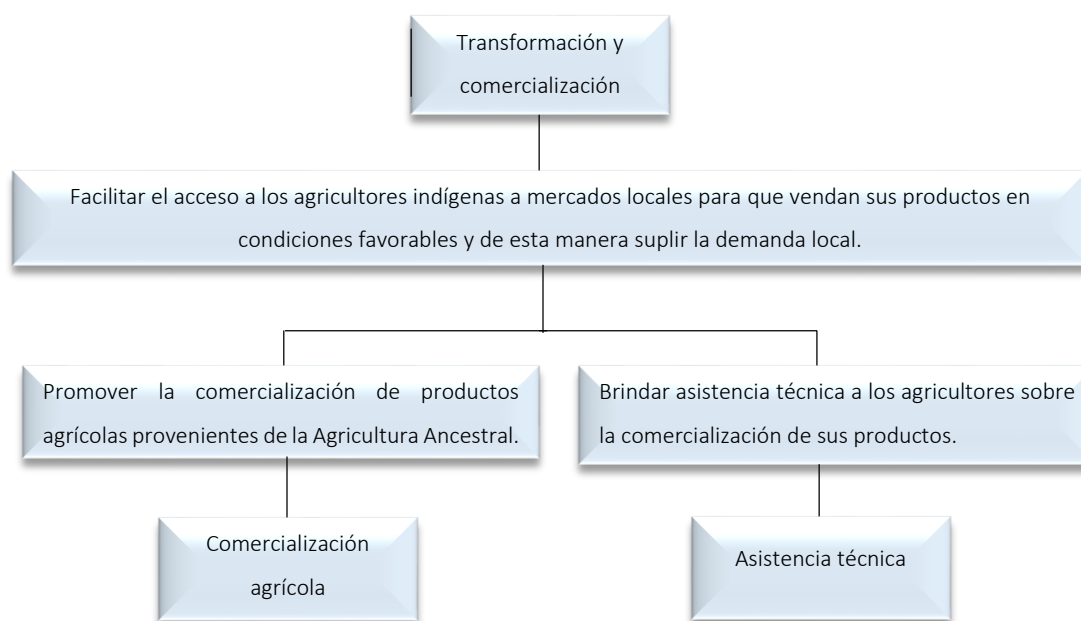 Transformación y
comercialización
Facilitar el acceso a los agricultores indígenas a mercados locales para que vendan sus productos en
condiciones favorables y de esta manera suplir la demanda local.
Promover la comercialización de productos
agrícolas provenientes de la Agricultura Ancestral.
Brindar asistencia técnica a los agricultores sobre
la comercialización de sus productos.
Comercialización
agrícola
Asistencia técnica